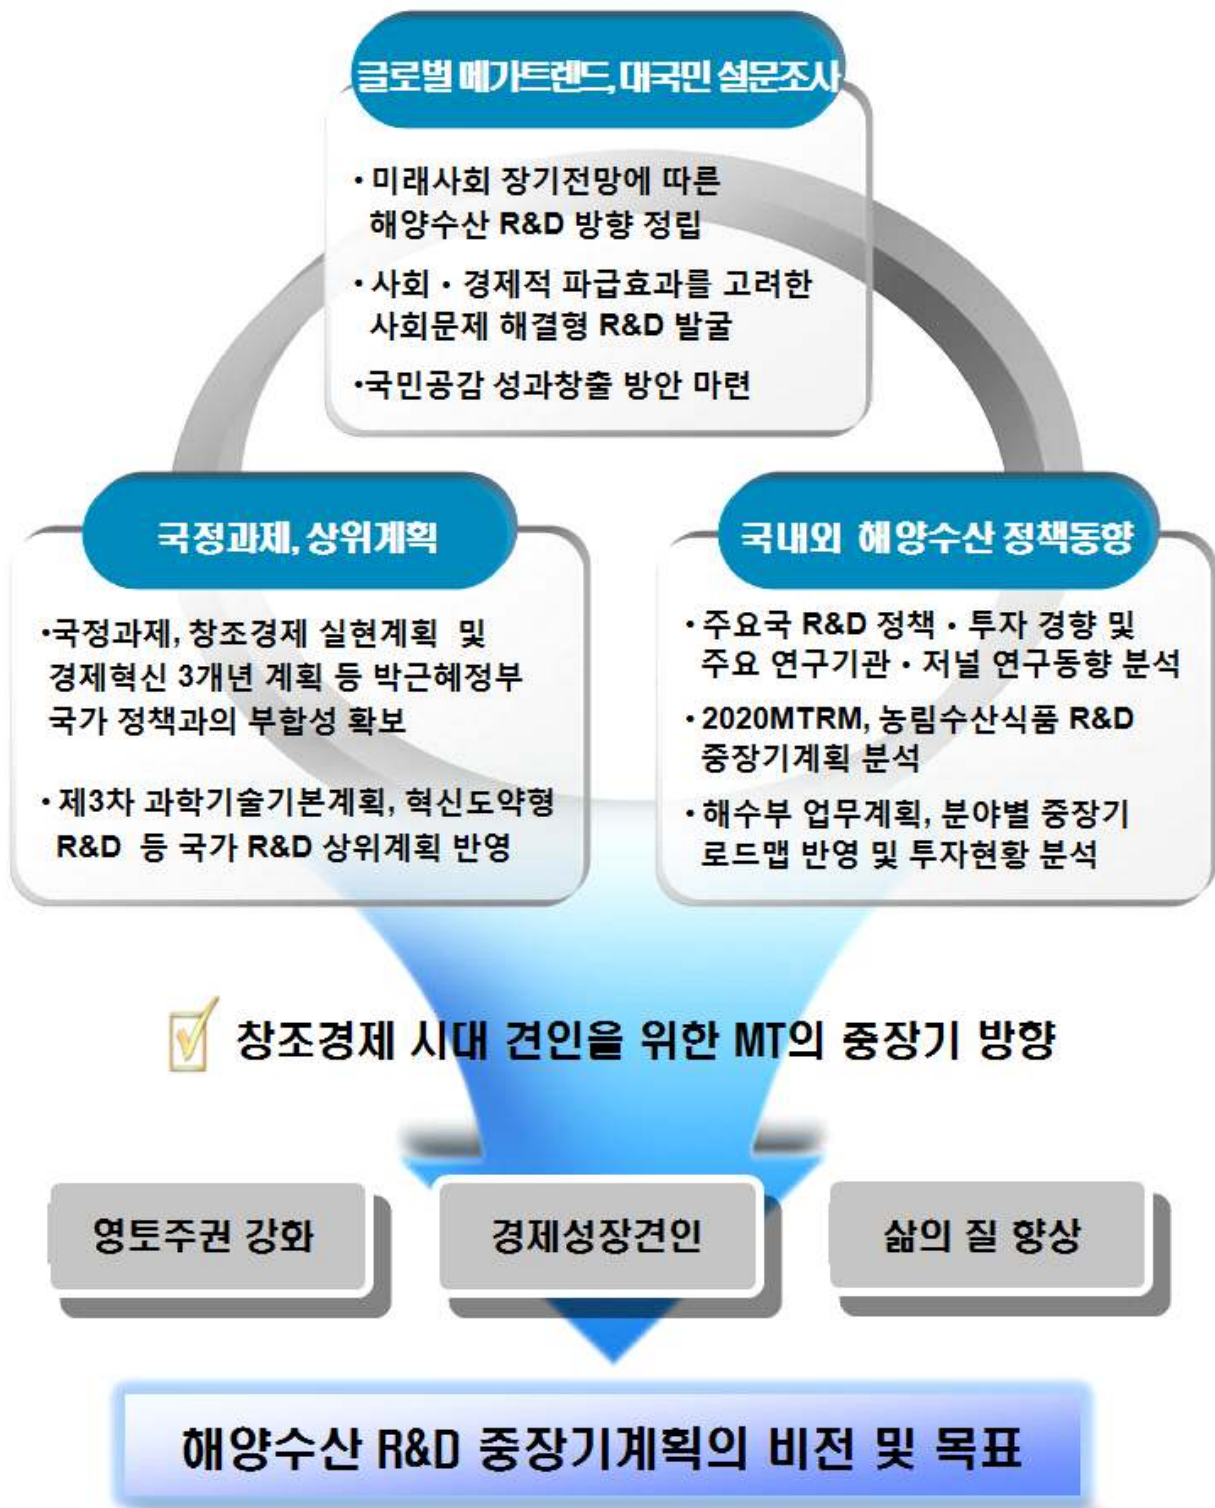 글로벌 메가트렌드, 대국민 설문조사
• 미래사회 장기전망에 따른
해양수산 R&D 방향 정립
• 사회・경제적 파급효과를 고려한
사회문제 해결형 R&D 발굴
•국민공감 성과창출 방안 마련
국정과제, 상위계획
•국정과제, 창조경제 실현계획 및
경제혁신 3개년 계획 등 박근혜정부
국가 정책과의 부합성 확보
• 제3차 과학기술기본계획, 혁신도약형
R&D 등 국가 R&D 상위계획 반영
국내외 해양수산 정책동향
• 주요국 R&D 정책・투자 경향 및
주요 연구기관・저널 연구동향 분석
• 2020MTRM, 농림수산식품 R&D
중장기계획 분석
• 해수부 업무계획, 분야별 중장기
로드맵 반영 및 투자현황 분석
창조경제 시대 견인을 위한 MT의 중장기 방향
영토주권 강화
경제성장견인
삶의 질 향상
해양수산 R&D 중장기계획의 비전 및 목표